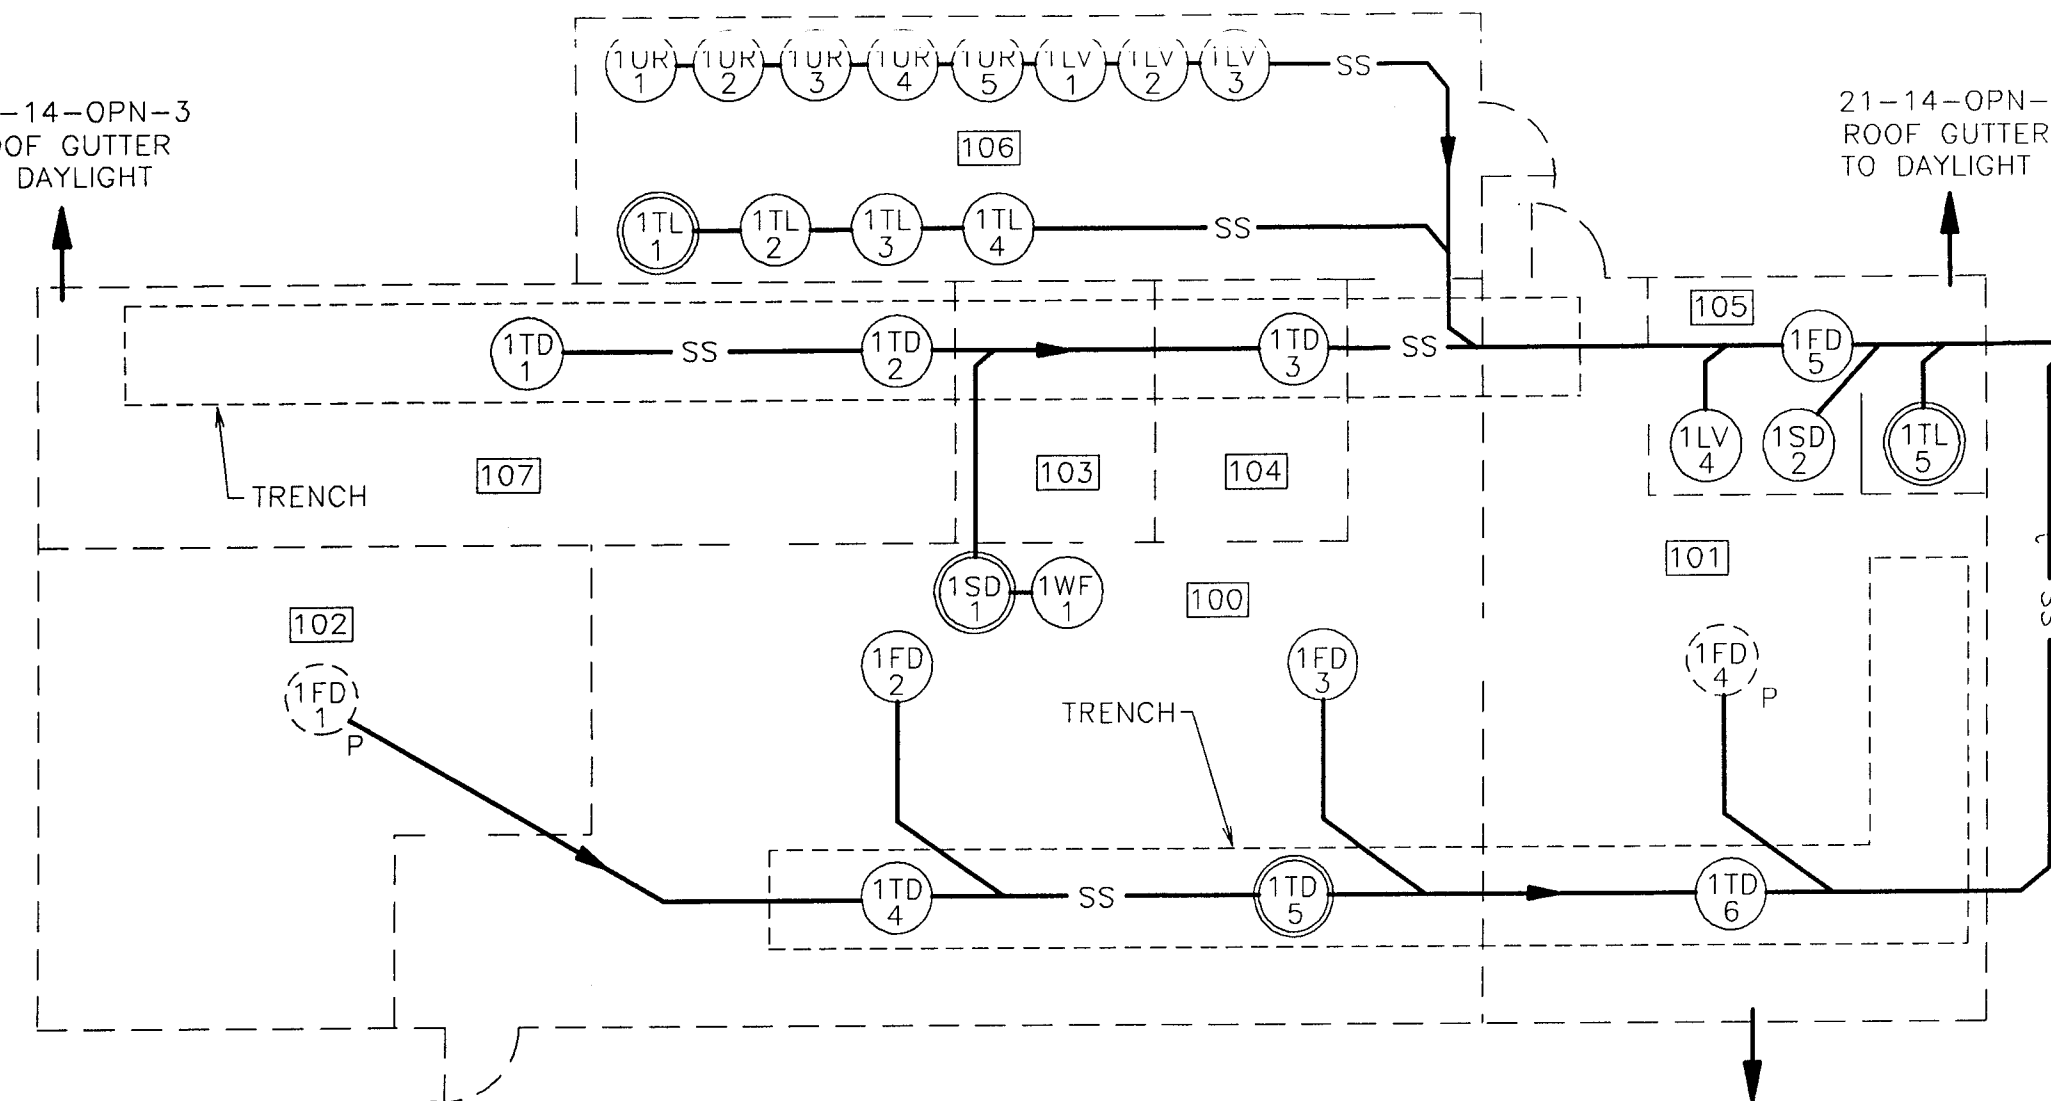 1UR 1
1UR 2
1UR 3
1UR 4
1UR 5
1LV 1
1LV 2
1LV 3
SS
-14-OPN-3
OOF GUTTER
DAYLIGHT
21-14-OPN-
ROOF GUTTER
TO DAYLIGHT
106
1TL 1
1TL 2
1TL 3
1TL 4
SS
105
1TD 1
SS
1TD 2
1TD 3
SS
1FD 5
1LV 4
1SD 2
1TL 5
TRENCH
107
103
104
101
1SD 1
1WF 1
100
SS
102
1FD 1
P
1FD 2
1FD 3
1FD 4
P
TRENCH
1TD 4
SS
1TD 5
1TD 6